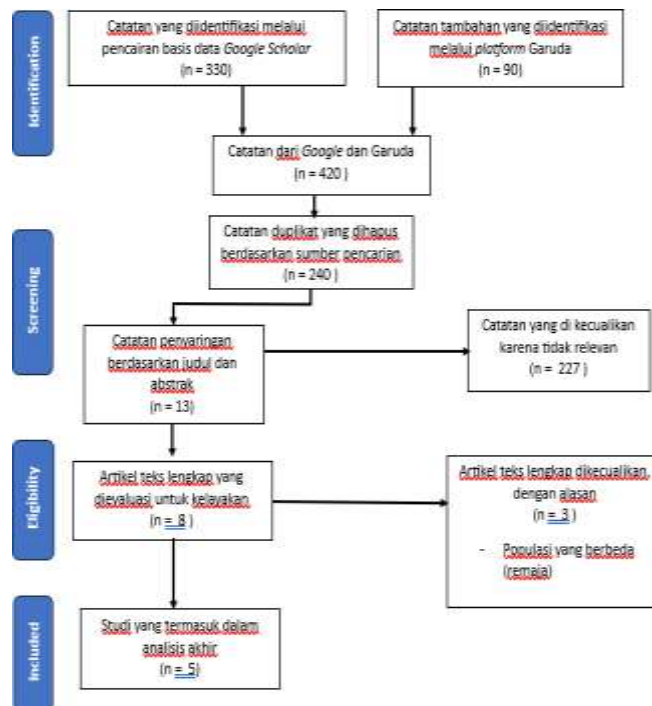 Identification
Catatan yang diidentifikasi melalui
pencairan basis data Google Scholar
(n = 330)
Catatan tambahan yang diidentifikasi
melalui platform Garuda
(n = 90)
Catatan dari Google dan Garuda
(n = 420 )
Screening
Catatan duplikat yang dihapus
berdasarkan sumber pencarian
(n = 240 )
Catatan penyaringan
berdasarkan judul dan
abstrak
(n = 13)
Catatan yang di kecualikan
karena tidak relevan
(n = 227 )
Eligibility
Artikel teks lengkap yang
dievaluasi untuk kelayakan
(n = 8 )
Artikel teks lengkap dikecualikan,
dengan alasan
(n = 3 )
- Populasi yang berbeda
(remaja)
Included
Studi yang termasuk dalam
analisis akhir
(n = 5)